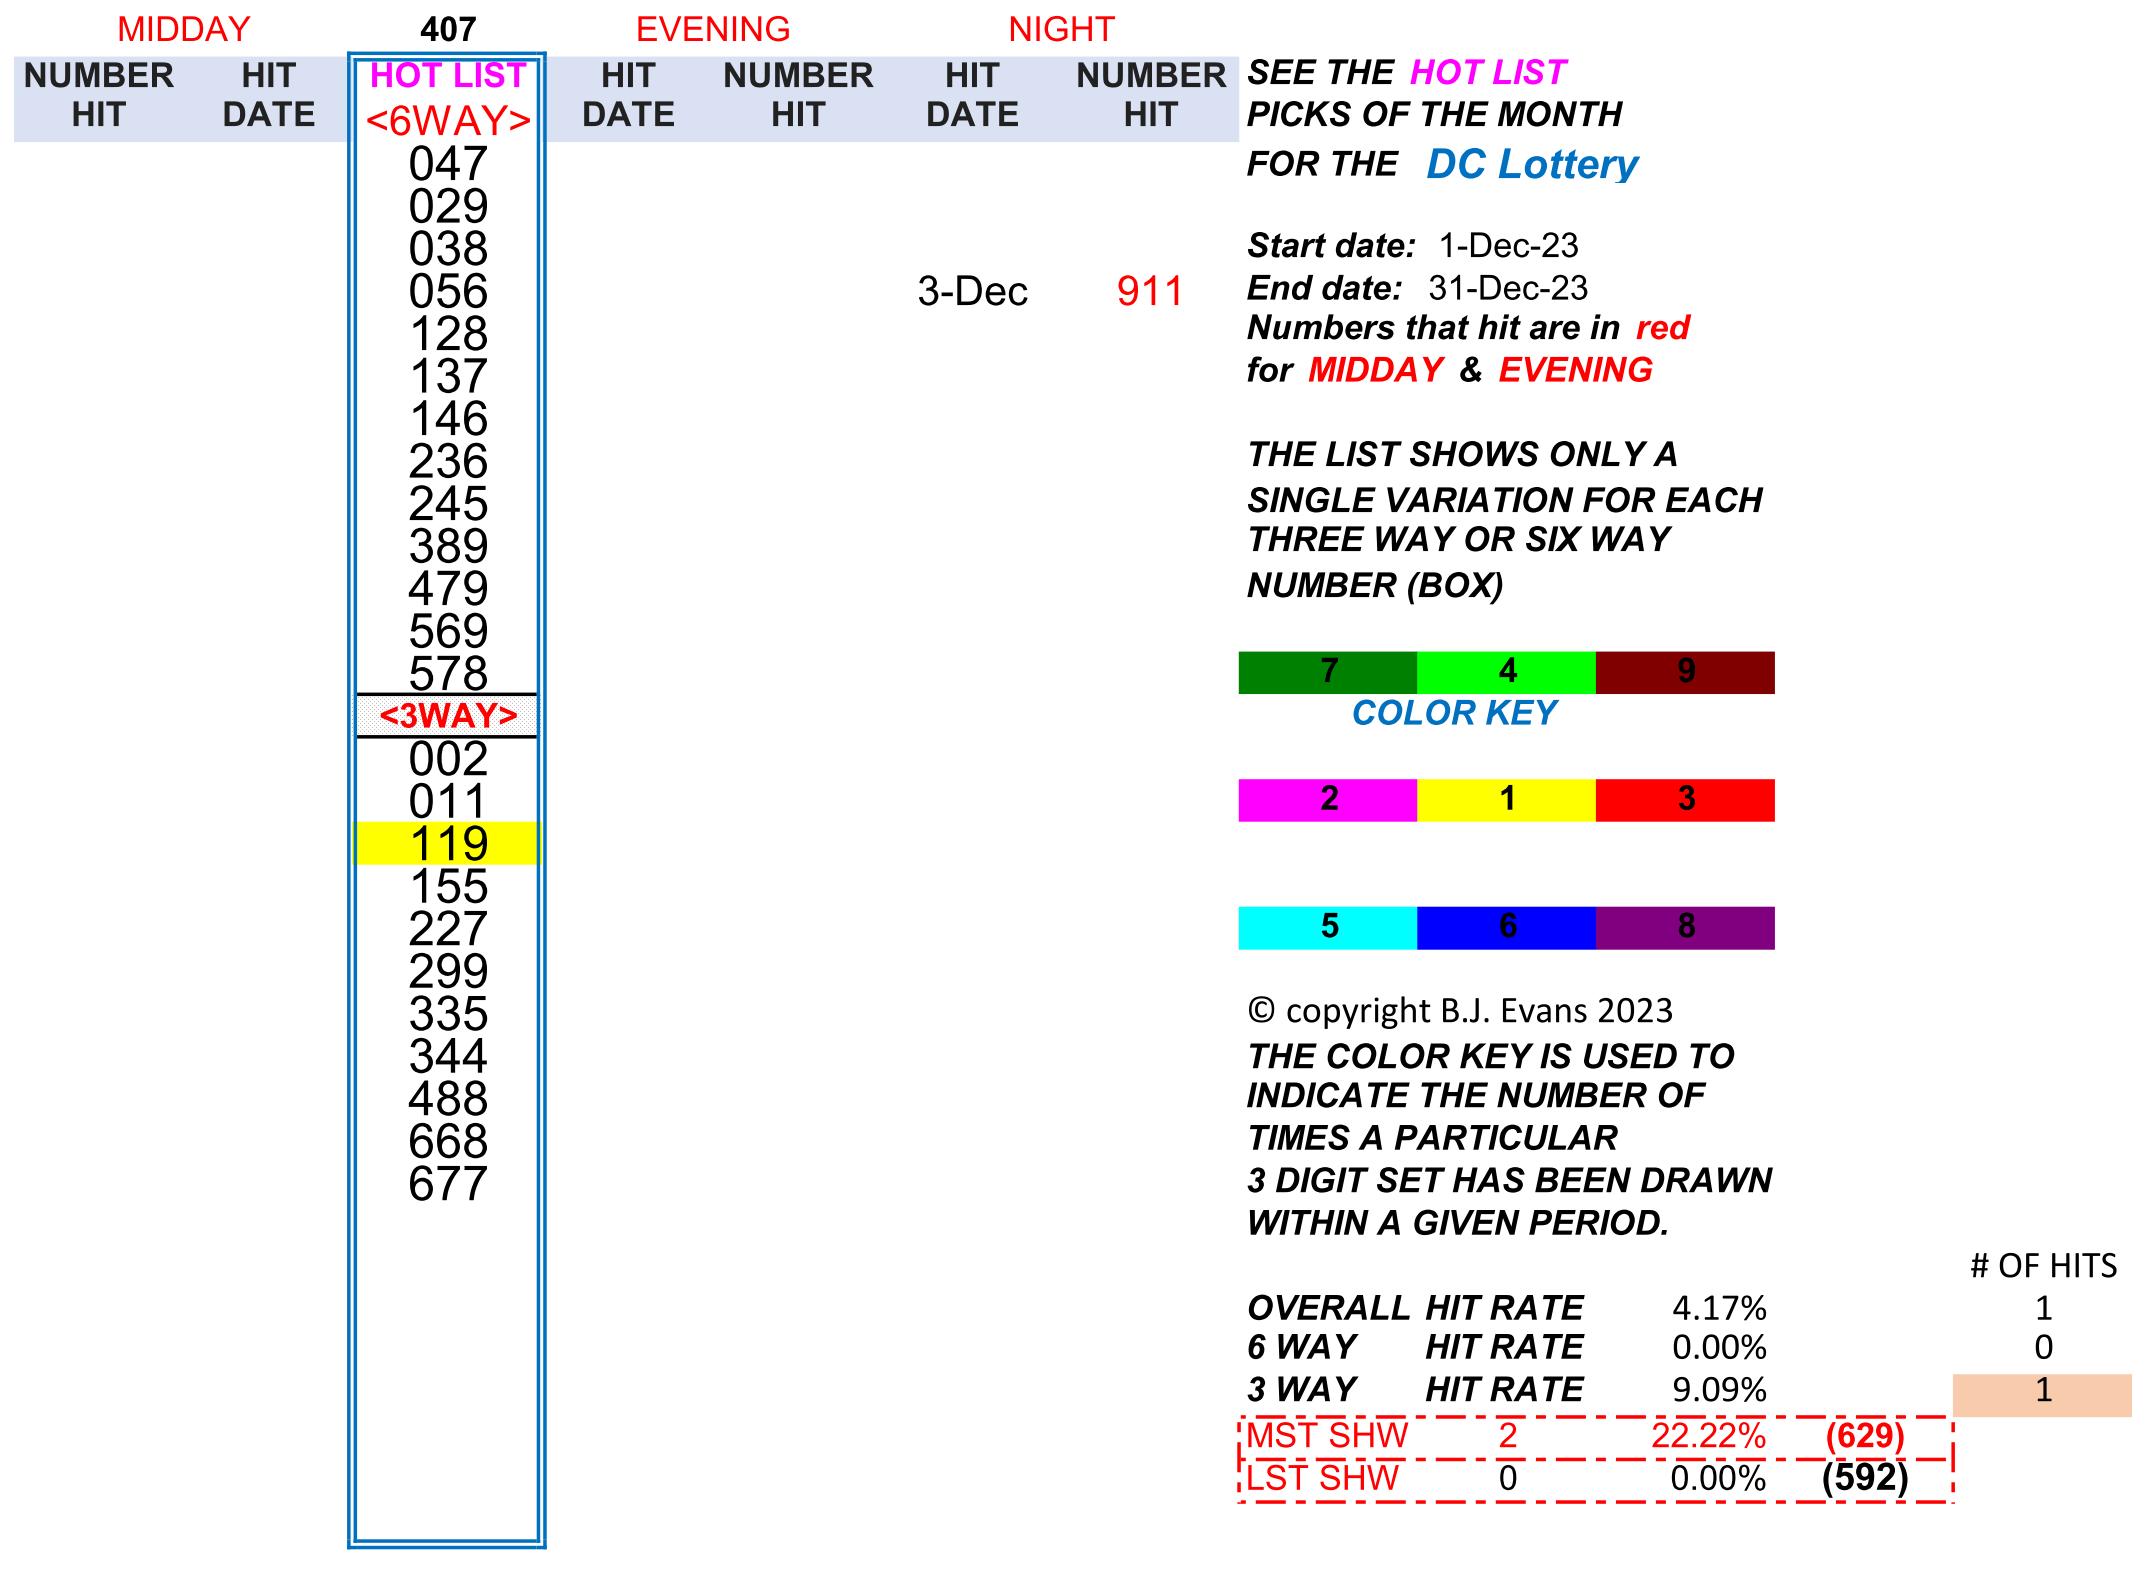 MIDDAY 407 EVENING NIGHT
NUMBER HIT HOT LIST HIT NUMBER HIT NUMBER SEE THE HOT LIST
HIT DATE <6WAY> DATE HIT DATE HIT PICKS OF THE MONTH
047 FOR THE DC Lottery
029
038 Start date: 1-Dec-23
056 3-Dec 911 End date: 31-Dec-23
128 Numbers that hit are in red
137 for MIDDAY & EVENING
146
236 THE LIST SHOWS ONLY A
245 SINGLE VARIATION FOR EACH
389 THREE WAY OR SIX WAY
479 NUMBER (BOX)
569
578 7 4 9
<3WAY> COLOR KEY
002
011 2 1 3
119
155
227 5 6 8
299
335 © copyright B.J. Evans 2023
344 THE COLOR KEY IS USED TO
488 INDICATE THE NUMBER OF
668 TIMES A PARTICULAR
677 3 DIGIT SET HAS BEEN DRAWN
WITHIN A GIVEN PERIOD.
# OF HITS
OVERALL HIT RATE 4.17% 1
6 WAY HIT RATE 0.00% 0
3 WAY HIT RATE 9.09% 1
MST SHW 2 22.22% (629)
LST SHW 0 0.00% (592)